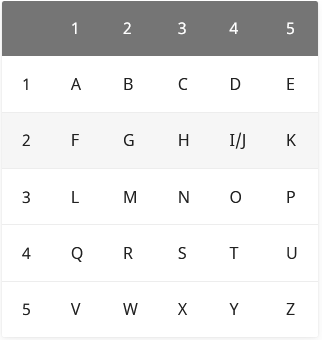 1 2 3 4 5
1 A B C D E
2 F G H I/J K
3 L M N O P
4 Q R S T U
5 V W X Y Z